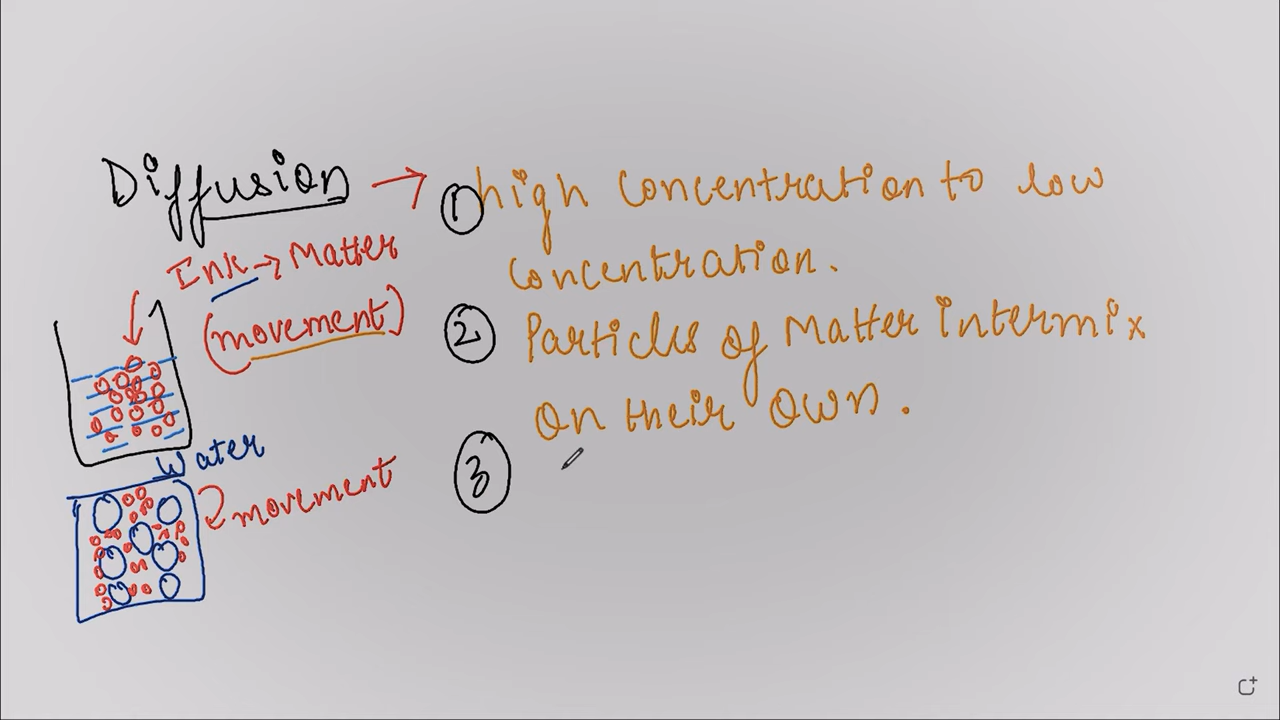 Diffusion → ① high concentration to low
concentration.
Ink → Matter
(movement)
② Particles of Matter intermix
on their own.
Water
movement
③